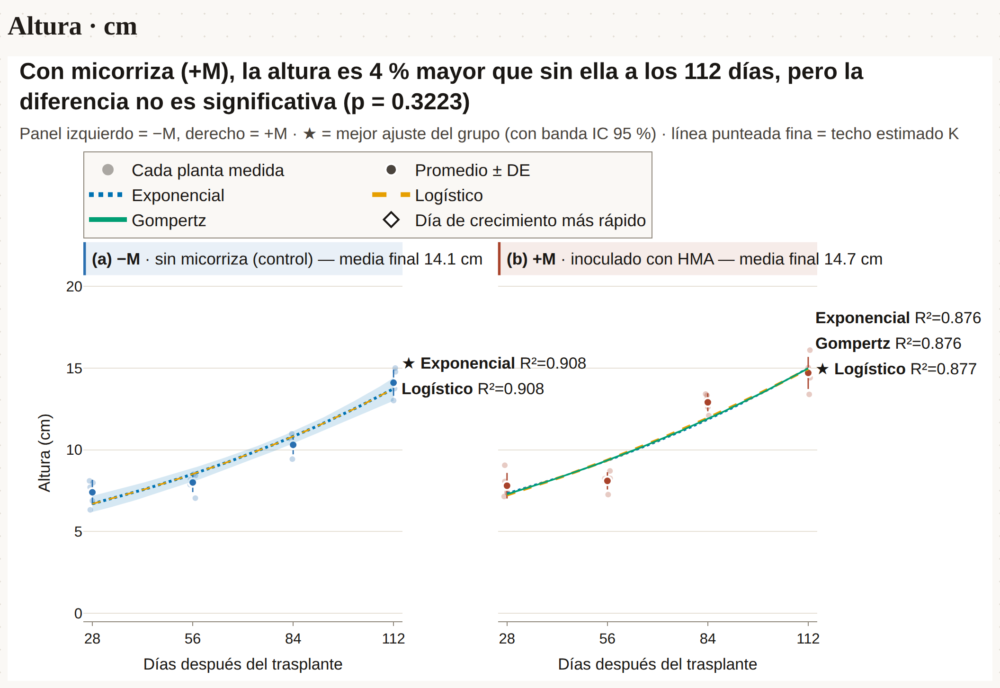 Altura · cm
Con micorriza (+M), la altura es 4 % mayor que sin ella a los 112 días, pero la
diferencia no es significativa (p = 0.3223)
Panel izquierdo = −M, derecho = +M · ★ = mejor ajuste del grupo (con banda IC 95 %) · línea punteada fina = techo estimado K
Cada planta medida
Promedio ± DE
Exponencial
Logístico
Gompertz
Día de crecimiento más rápido
(a) −M · sin micorriza (control) — media final 14.1 cm
(b) +M · inoculado con HMA — media final 14.7 cm
20
15
10
5
0
Altura (cm)
★ Exponencial R²=0.908
Logístico R²=0.908
28
56
84
112
Días después del trasplante
Exponencial R²=0.876
Gompertz R²=0.876
★ Logístico R²=0.877
28
56
84
112
Días después del trasplante